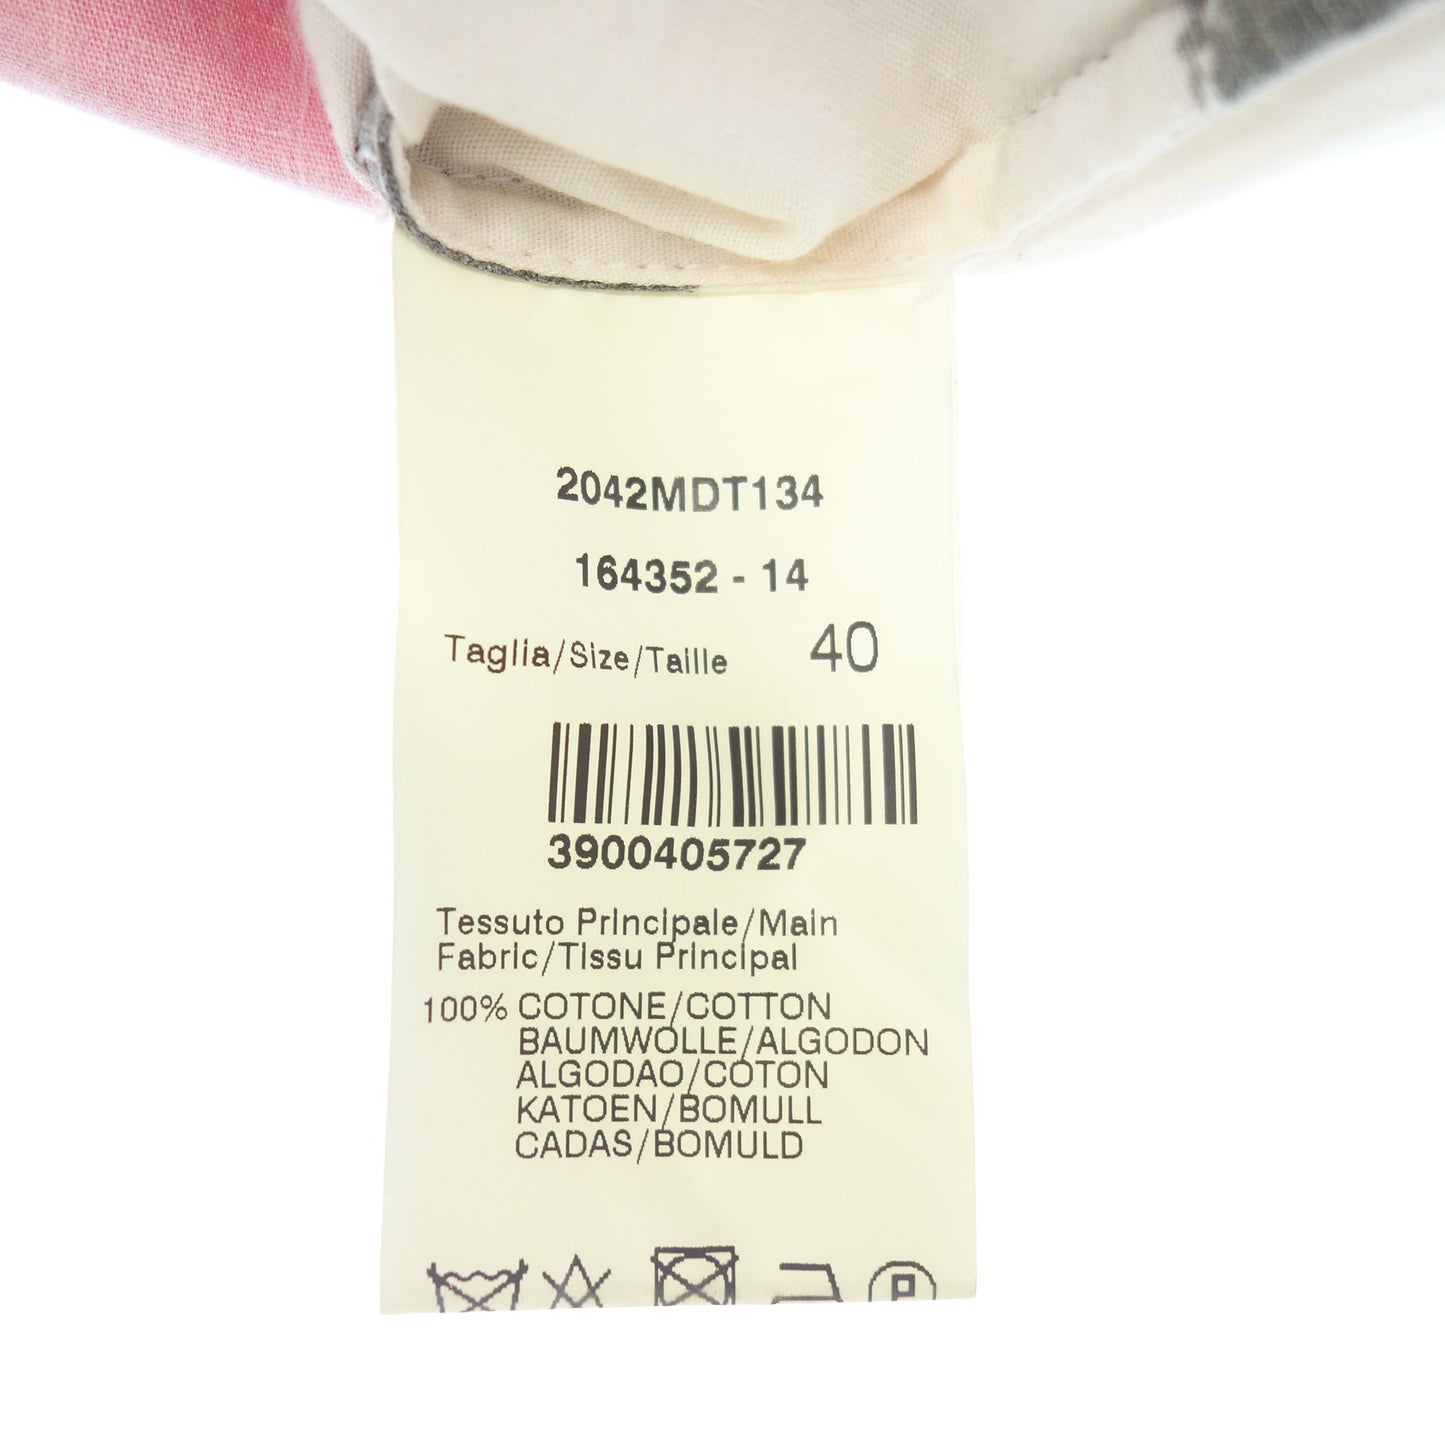 2042MDT134
164352 - 14
Taglia/Size/Taille 40
3900405727
Tessuto Principale/Main
Fabric/Tissu Principal
100% COTONE/COTTON
BAUMWOLLE/ALGODON
ALGODAO/COTON
KATOEN/BOMULL
CADAS/BOMULD
P